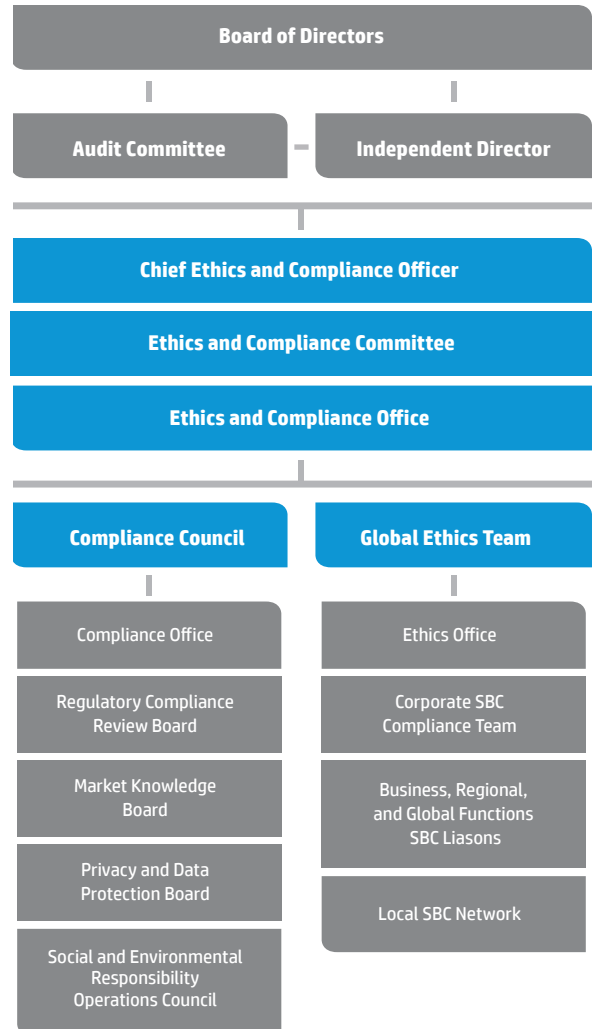 Board of Directors
Audit Committee
Independent Director
Chief Ethics and Compliance Officer
Ethics and Compliance Committee
Ethics and Compliance Office
Compliance Council
Compliance Office
Regulatory Compliance
Review Board
Market Knowledge
Board
Privacy and Data
Protection Board
Social and Environmental
Responsibility
Operations Council
Global Ethics Team
Ethics Office
Corporate SBC
Compliance Team
Business, Regional,
and Global Functions
SBC Liasons
Local SBC Network